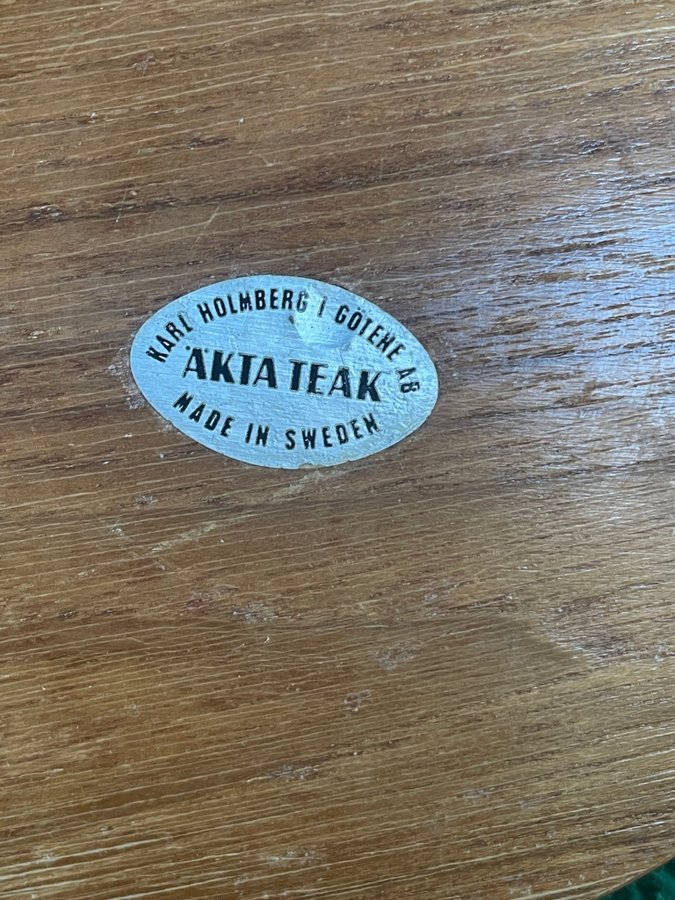 KARL HOLMBERG I GÖTENE AB
ÄKTA TEAK
MADE IN SWEDEN